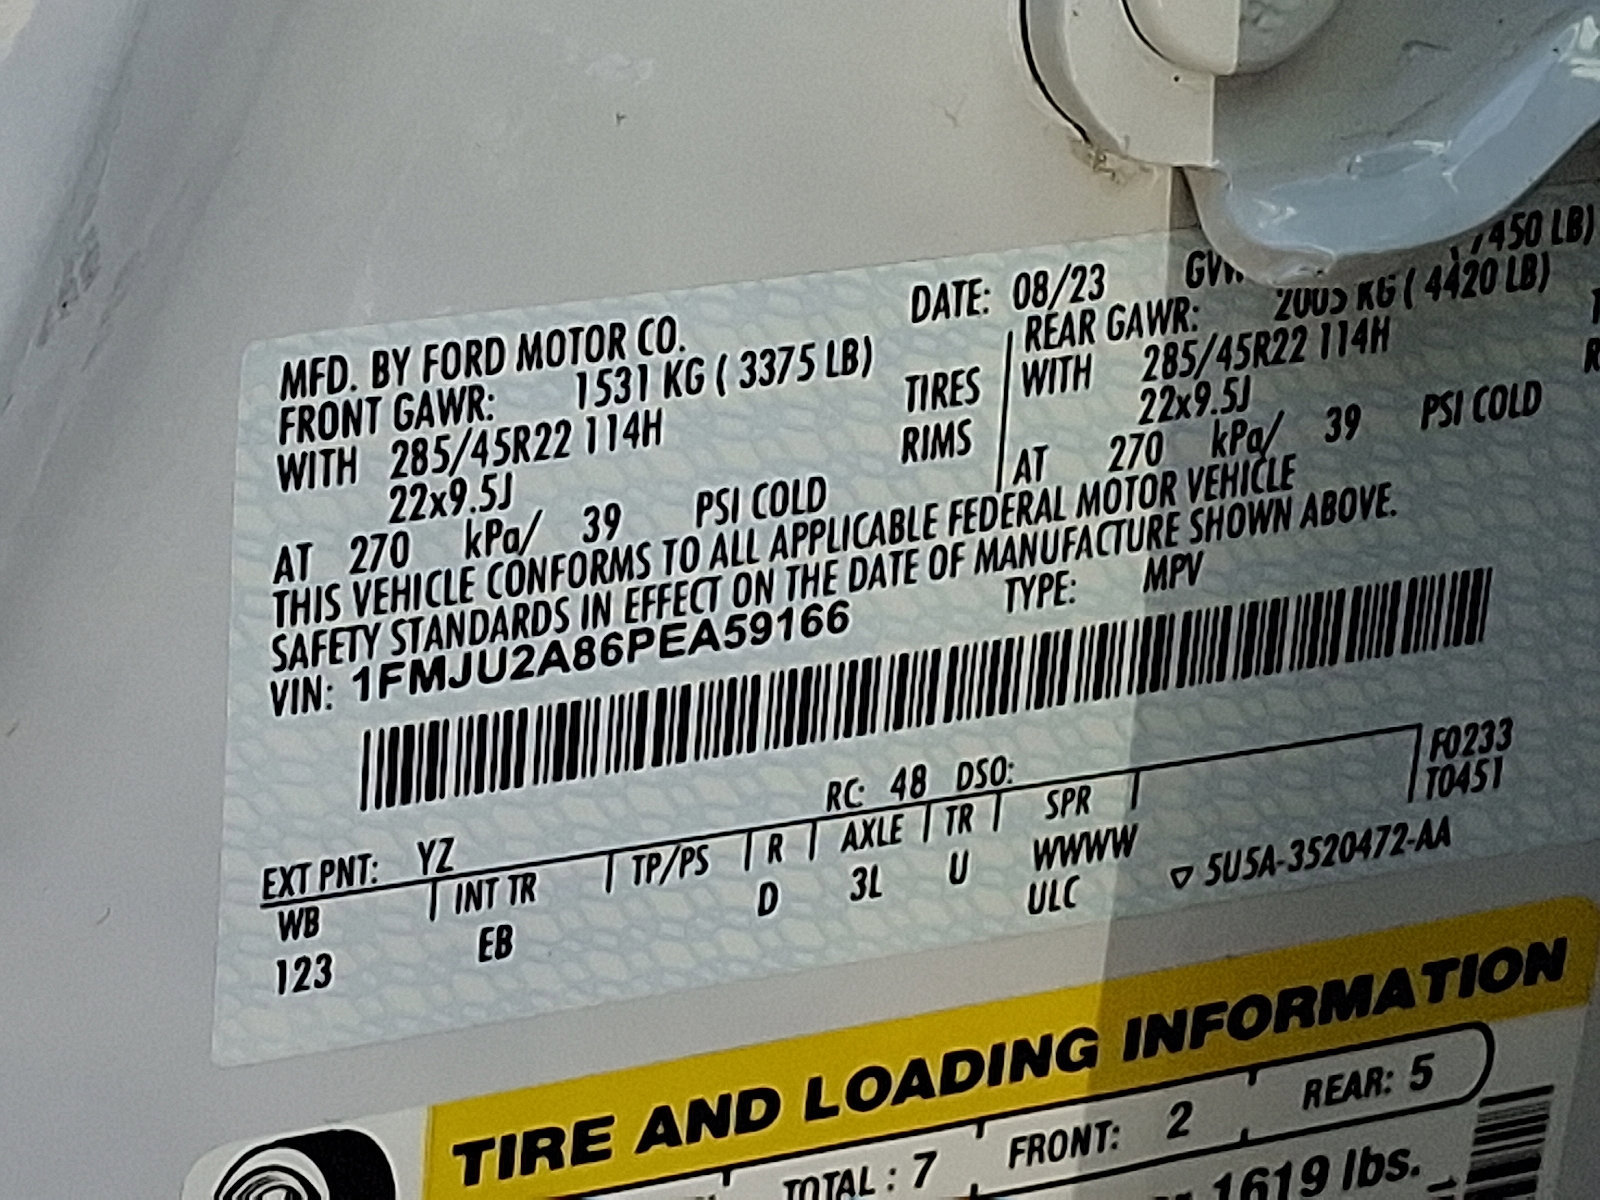 MFD. BY FORD MOTOR CO.
DATE: 08/23
7450 LB)
FRONT GAWR: 1531 KG ( 3375 LB)
REAR GAWR: 2005 KG ( 4420 LB)
WITH 285/45R22 114H TIRES WITH 285/45R22 114H
22x9.5J RIMS 22x9.5J
AT 270 kPa/ 39 PSI COLD AT 270 kPa/ 39 PSI COLD
THIS VEHICLE CONFORMS TO ALL APPLICABLE FEDERAL MOTOR VEHICLE
SAFETY STANDARDS IN EFFECT ON THE DATE OF MANUFACTURE SHOWN ABOVE.
VIN: 1FMJU2A86PEA59166
TYPE: MPV
F0233
T0451
EXT PNT: YZ RC: 48 DSO:
WB INT TR TP/PS R AXLE TR SPR
123 EB D 3L U WWWW
ULC
5U5A-3520472-AA
TIRE AND LOADING INFORMATION
TOTAL : 7 FRONT: 2 REAR: 5
1619 lbs.